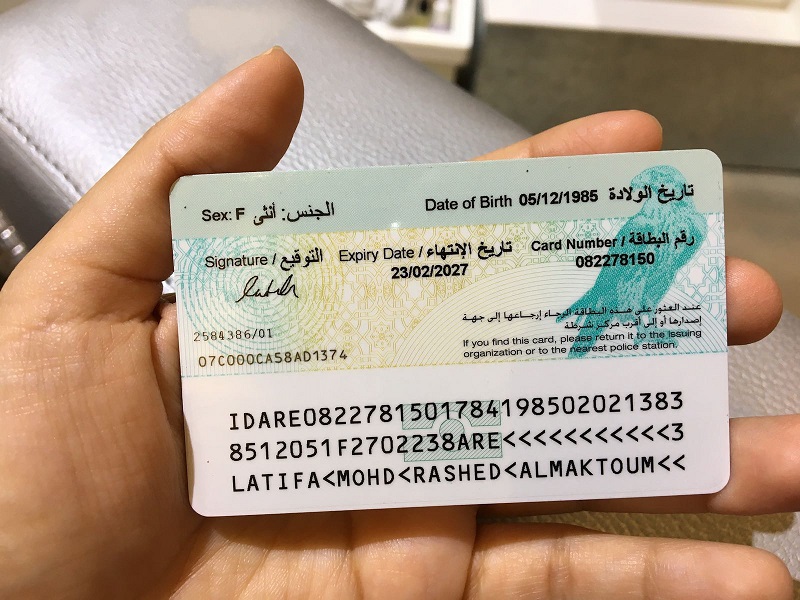 Sex: F الجنس: أنثى
Date of Birth 05/12/1985 تاريخ الولادة
Signature / التوقيع
Expiry Date / تاريخ الإنتهاء
23/02/2027
Card Number / رقم البطاقة
082278150
2584386/01
07C000CA58AD1374
عند العثور على هذه البطاقة الرجاء إرجاعها إلى جهة
إصدارها أو إلى أقرب مركز شرطة
If you find this card, please return it to the issuing
organization or to the nearest police station.
IDARE0822781501784198502021383
8512051F2702238ARE<<<<<<<<<<<3
LATIFA<MOHD<RASHED<ALMAKTOUM<<